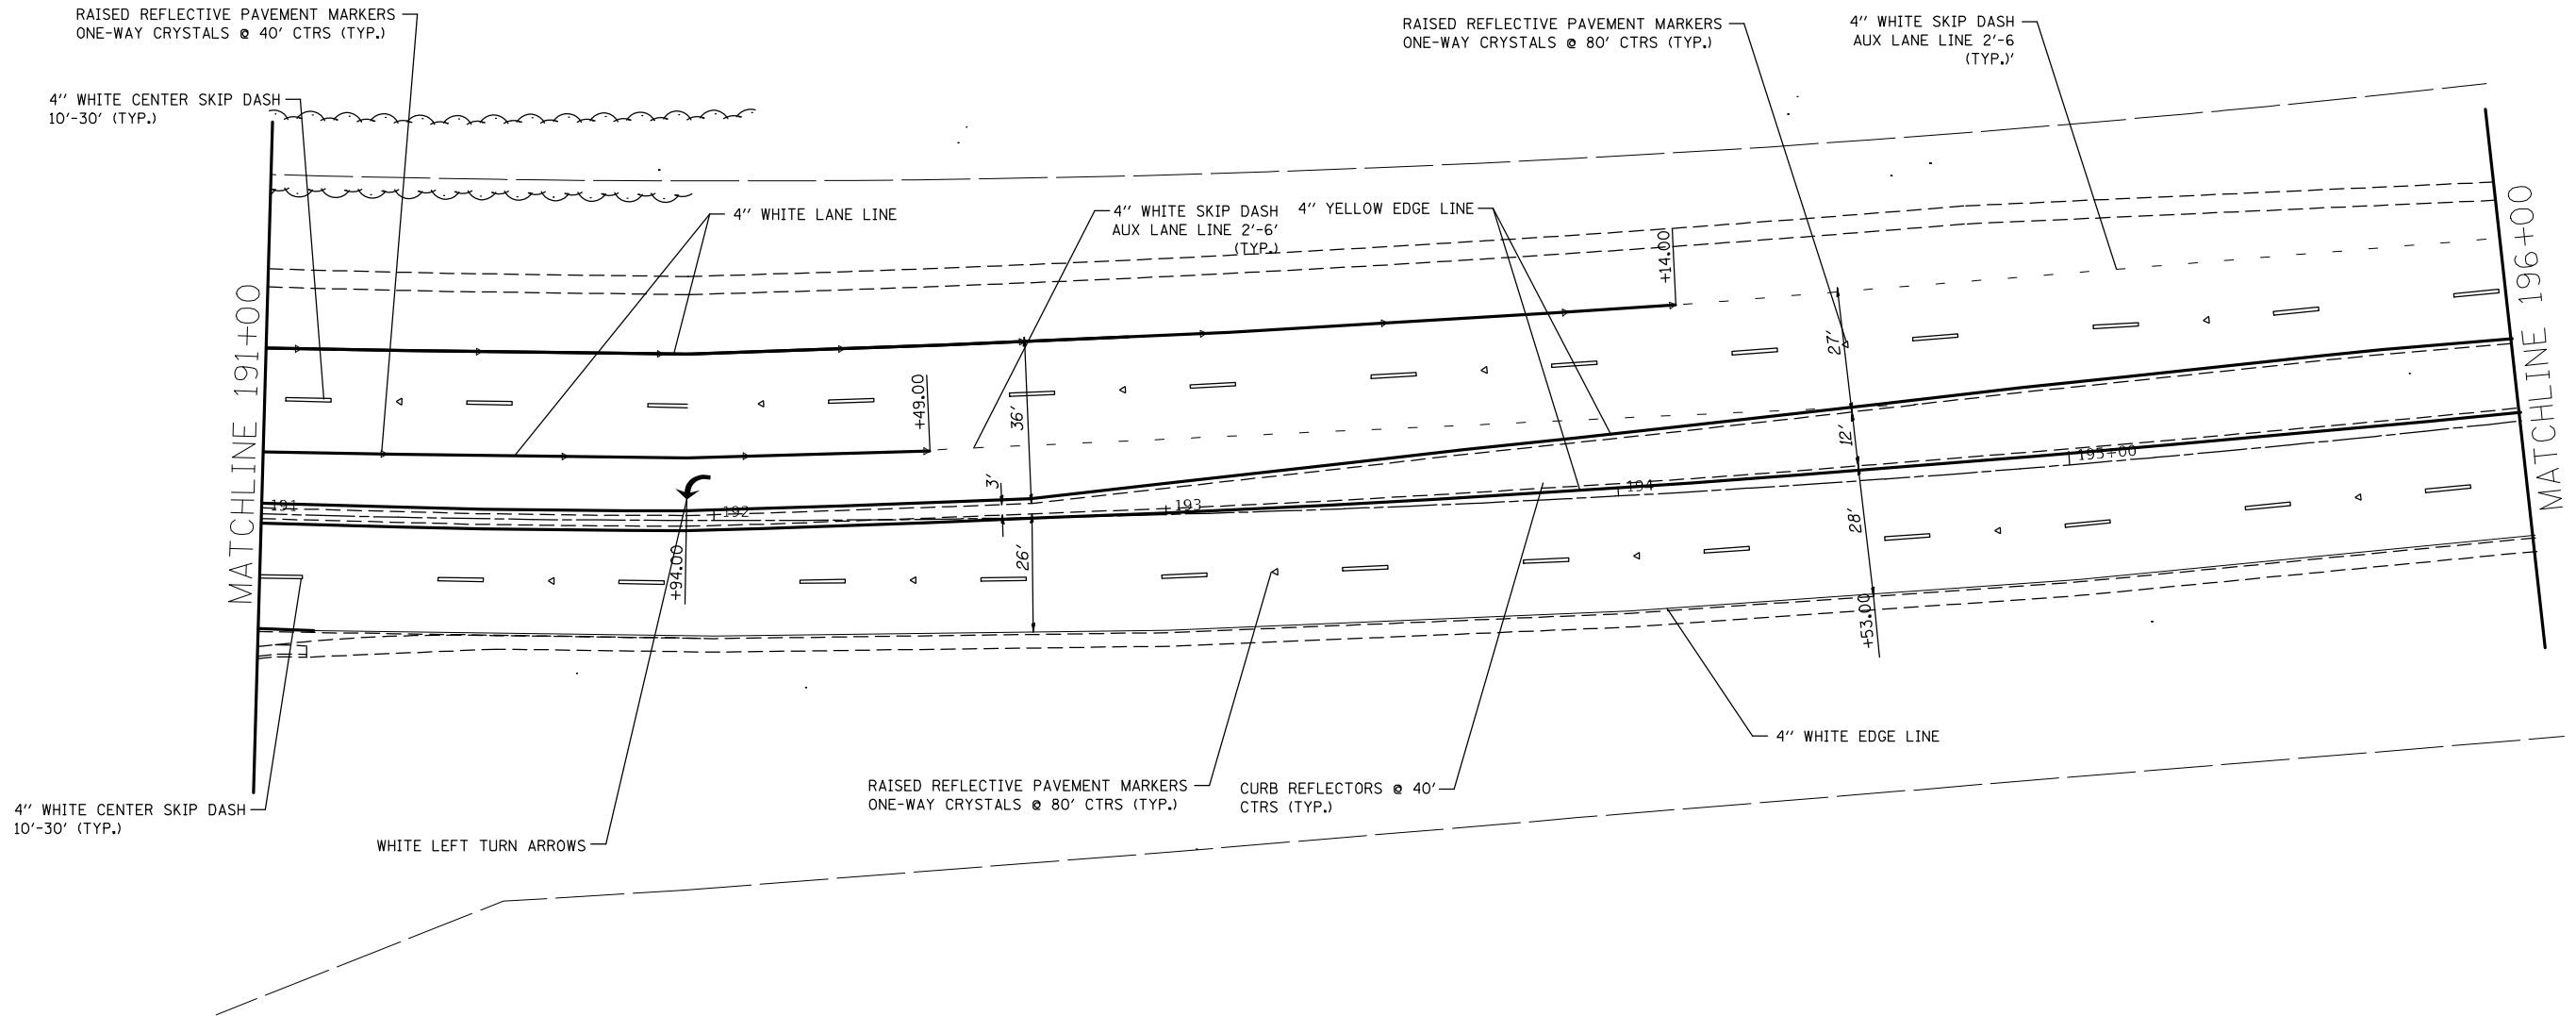 RAISED REFLECTIVE PAVEMENT MARKERS
ONE-WAY CRYSTALS @ 40' CTRS (TYP.)
RAISED REFLECTIVE PAVEMENT MARKERS
ONE-WAY CRYSTALS @ 80' CTRS (TYP.)
4" WHITE SKIP DASH
AUX LANE LINE 2'-6
(TYP.)'
4" WHITE CENTER SKIP DASH
10'-30' (TYP.)
4" WHITE LANE LINE
4" WHITE SKIP DASH
AUX LANE LINE 2'-6'
(TYP.)
4" YELLOW EDGE LINE
+14.00
MATCHLINE 191+00
MATCHLINE 196+00
27'
+49.00
36'
12'
3'
191
192
193
194
195+00
28'
26'
+94.00
+53.00
4" WHITE EDGE LINE
RAISED REFLECTIVE PAVEMENT MARKERS
ONE-WAY CRYSTALS @ 80' CTRS (TYP.)
CURB REFLECTORS @ 40'
CTRS (TYP.)
4" WHITE CENTER SKIP DASH
10'-30' (TYP.)
WHITE LEFT TURN ARROWS